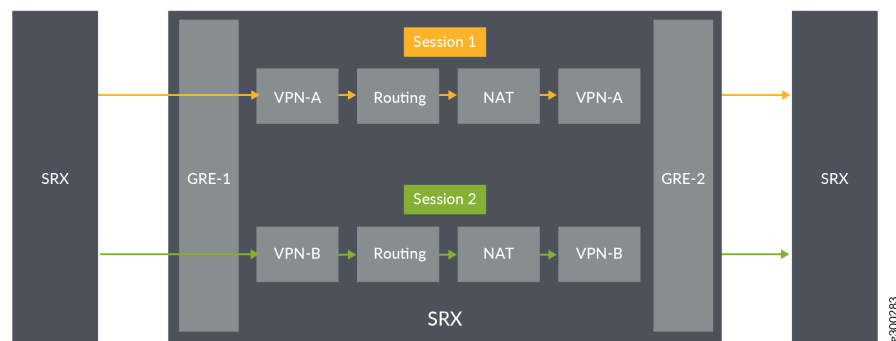 Session 1
VPN-A
Routing
NAT
VPN-A
SRX
GRE-1
GRE-2
SRX
Session 2
VPN-B
Routing
NAT
VPN-B
SRX
g300283